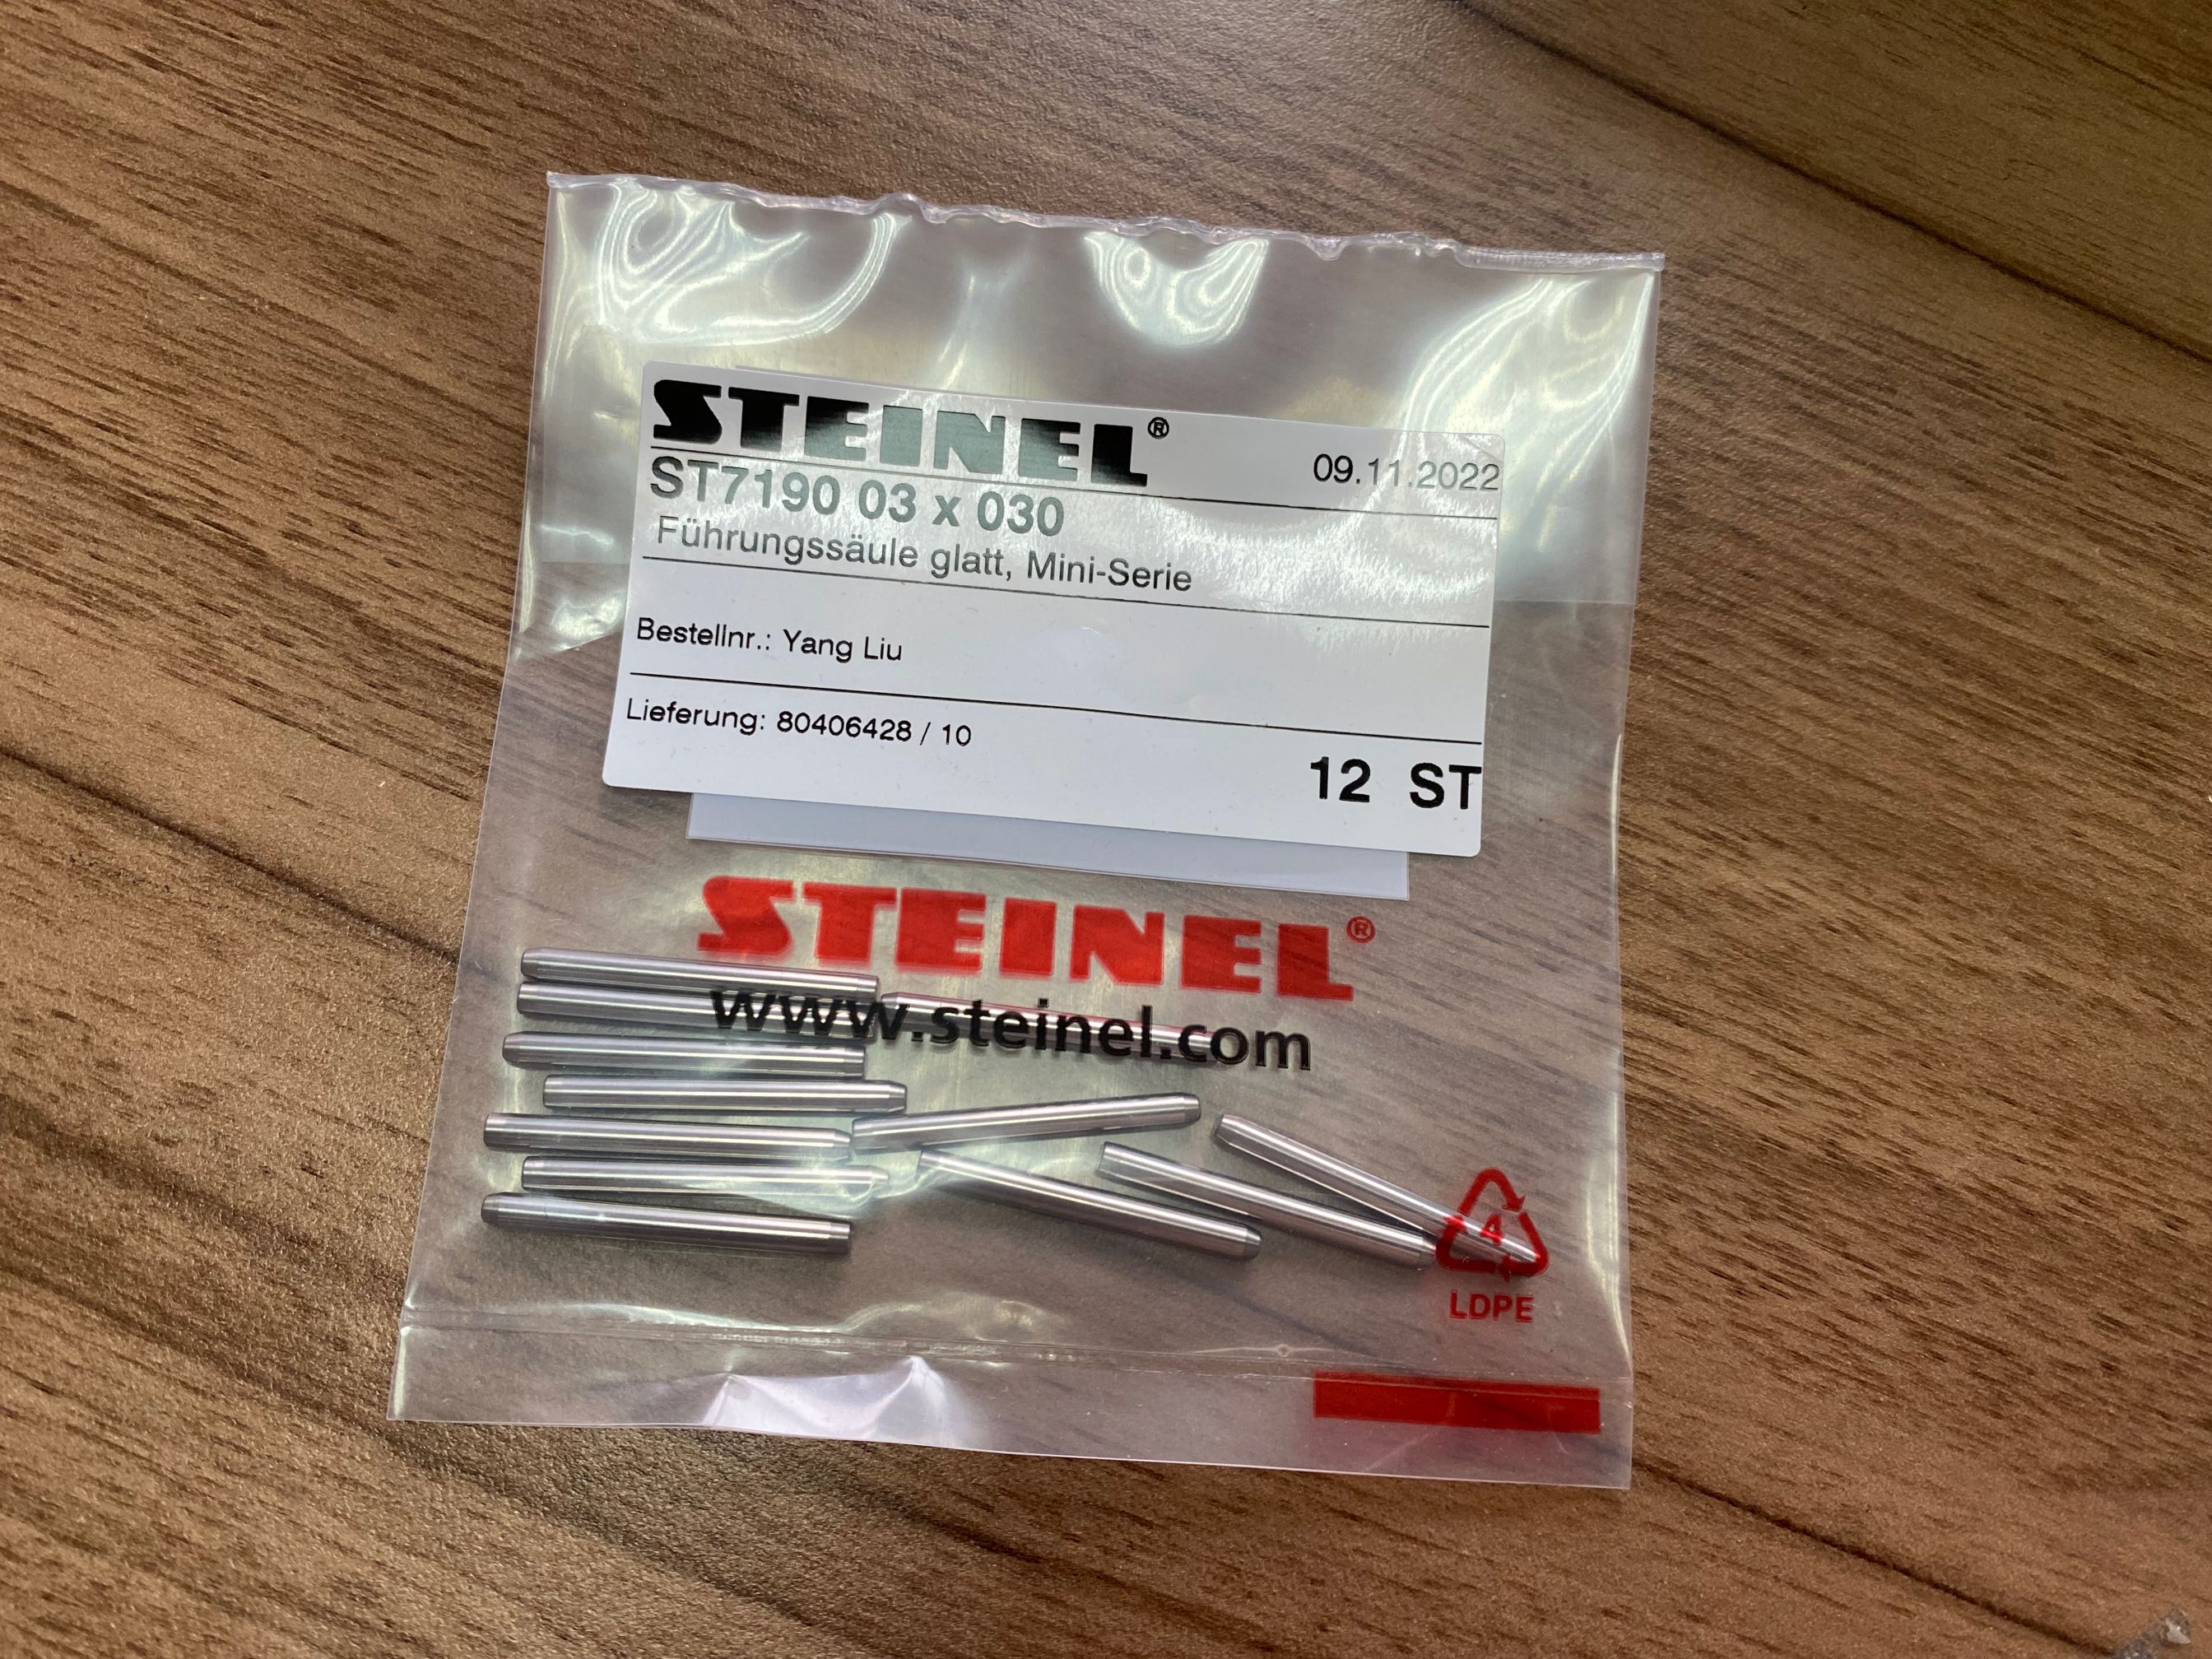 STEINEL®
09.11.2022
ST7190 03 x 030
Führungssäule glatt, Mini-Serie
Bestellnr.: Yang Liu
Lieferung: 80406428 / 10
12 ST
STEINEL®
www.steinel.com
4
LDPE